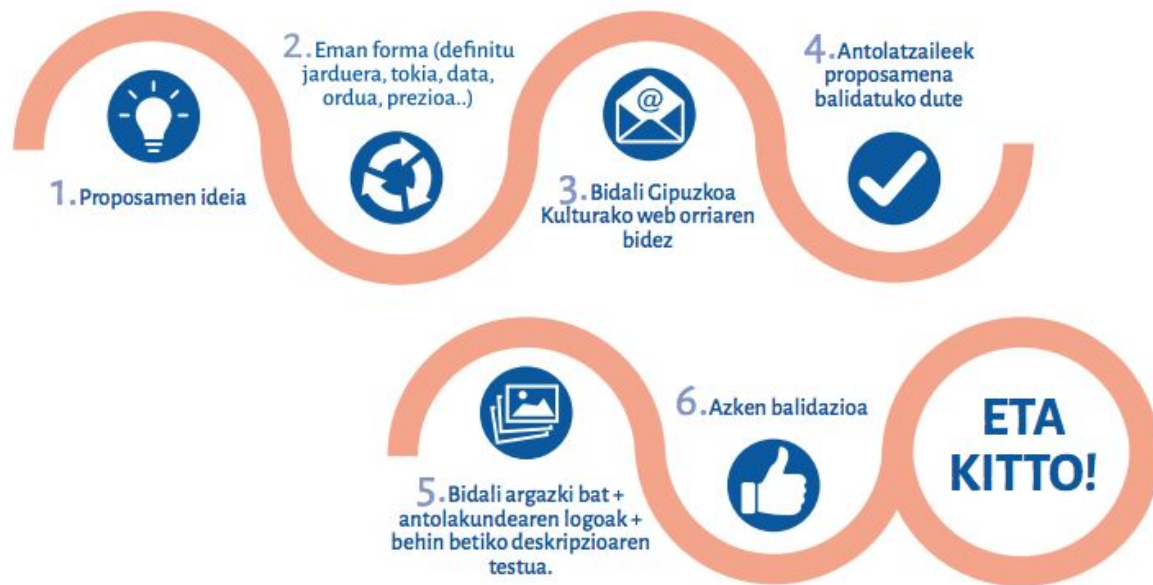 1. Proposamen ideia
2. Eman forma (definitu
jarduera, tokia, data,
ordua, prezioa..)
@
3. Bidali Gipuzkoa
Kulturako web orriaren
bidez
4. Antolatzaileek
proposamena
balidatuko dute
5. Bidali argazki bat +
antolakundearen logoak +
behin betiko deskripzioaren
testua.
6. Azken balidazioa
ETA
KITTO!